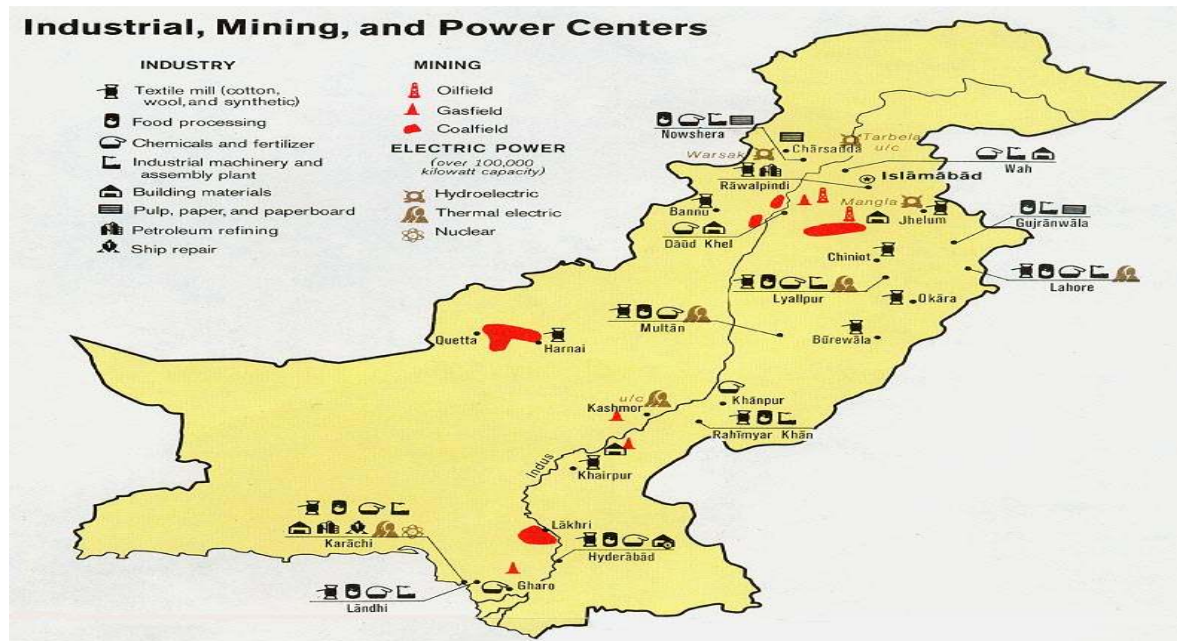 Industrial, Mining, and Power Centers
INDUSTRY
Textile mill (cotton,
wool, and synthetic)
Food processing
Chemicals and fertilizer
Industrial machinery and
assembly plant
Building materials
Pulp, paper, and paperboard
Petroleum refining
Ship repair
MINING
Oilfield
Gasfield
Coalfield
ELECTRIC POWER
(over 100,000
kilowatt capacity)
Hydroelectric
Thermal electric
Nuclear
Nowshera
Chārsadda
Tarbela
u/c
Warsak
Wah
Islāmābād
Rāwalpindi
Mangla
Bannu
Jhelum
Gujrānwāla
Dāūd Khel
Chiniot
Lyallpur
Lahore
Okāra
Multān
Būrewāla
Quetta
Harnai
u/c
Kashmor
Khānpur
Rahīmyar Khān
Indus
Khairpur
Lākhri
Karāchi
Hyderābād
Gharo
Lāndhi